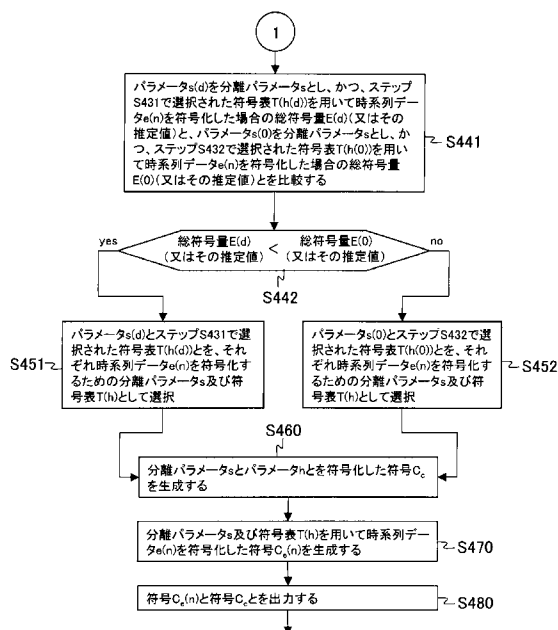 1
パラメータs(d)を分離パラメータsとし、かつ、ステップ
S431で選択された符号表T(h(d))を用いて時系列デー
タe(n)を符号化した場合の総符号量E(d)(又はその
推定値)と、パラメータs(0)を分離パラメータsとし、か
つ、ステップS432で選択された符号表T(h(0))を用い
て時系列データe(n)を符号化した場合の総符号量
E(0)(又はその推定値)とを比較する
S441
yes
総符号量E(d) < 総符号量E(0)
(又はその推定値) (又はその推定値)
no
S442
パラメータs(d)とステップS431で
選択された符号表T(h(d))とを、それ
ぞれ時系列データe(n)を符号化す
るための分離パラメータs及び符
号表T(h)として選択
S451
パラメータs(0)とステップS432で選
択された符号表T(h(0))とを、それぞ
れ時系列データe(n)を符号化する
ための分離パラメータs及び符
号表T(h)として選択
S452
S460
分離パラメータsとパラメータhとを符号化した符号Cc
を生成する
分離パラメータs及び符号表T(h)を用いて時系列デー
タe(n)を符号化した符号Ce(n)を生成する
S470
符号Ce(n)と符号Ccとを出力する
S480